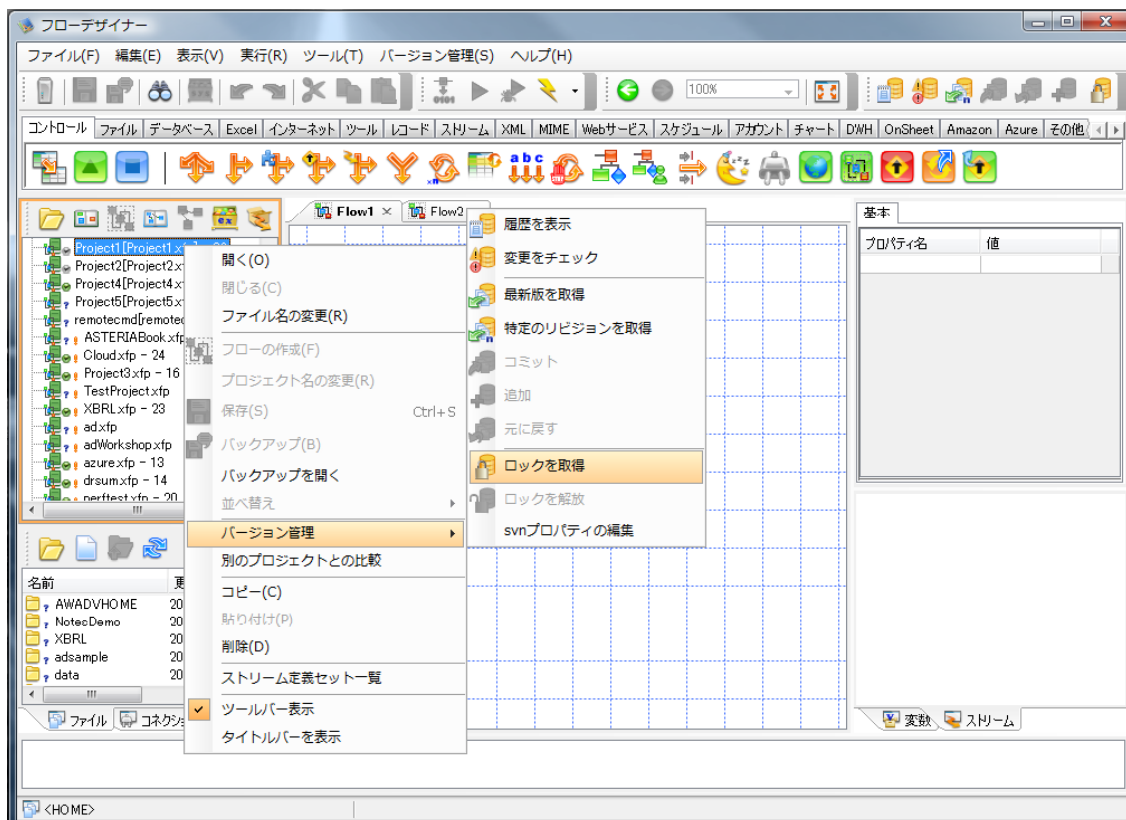 フローデザイナー
ファイル(F) 編集(E) 表示(V) 実行(R) ツール(T) バージョン管理(S) ヘルプ(H)
100%
コントロール ファイル データベース Excel インターネット ツール レコード ストリーム XML MIME Webサービス スケジュール アカウント チャート DWH OnSheet Amazon Azure その他
abc
Flow1 × Flow2
Project1[Project1.x
Project2[Project2.x
Project4[Project4.x
Project5[Project5.x
remotecmd[remotec
ASTERIABook.xfp
Cloud.xfp - 24
Project3.xfp - 16
TestProject.xfp
XBRL.xfp - 23
ad.xfp
adWorkshop.xfp
azure.xfp - 13
drsum.xfp - 14
perftest.xfp - 20
名前 更
AWADVHOME 20
NotecDemo 20
XBRL 20
adsample 20
data 20
ファイル コネクシ
開く(O)
閉じる(C)
ファイル名の変更(R)
フローの作成(F)
プロジェクト名の変更(R)
保存(S) Ctrl+S
バックアップ(B)
バックアップを開く
並べ替え
バージョン管理
別のプロジェクトとの比較
コピー(C)
貼り付け(P)
削除(D)
ストリーム定義セット一覧
ツールバー表示
タイトルバーを表示
履歴を表示
変更をチェック
最新版を取得
特定のリビジョンを取得
コミット
追加
元に戻す
ロックを取得
ロックを解放
svnプロパティの編集
基本
プロパティ名 値
変数 ストリーム
<HOME>